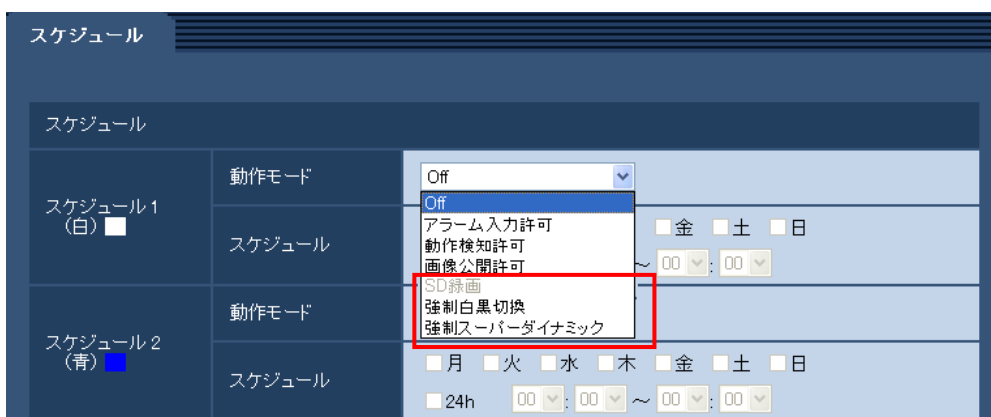 スケジュール
スケジュール
スケジュール 1
(白)
動作モード
Off
Off
アラーム入力許可
動作検知許可
画像公開許可
SD録画
強制白黒切換
強制スーパーダイナミック
スケジュール
金 土 日
～ 00 : 00
スケジュール 2
(青)
動作モード
スケジュール
月 火 水 木 金 土 日
24h 00 : 00 ～ 00 : 00